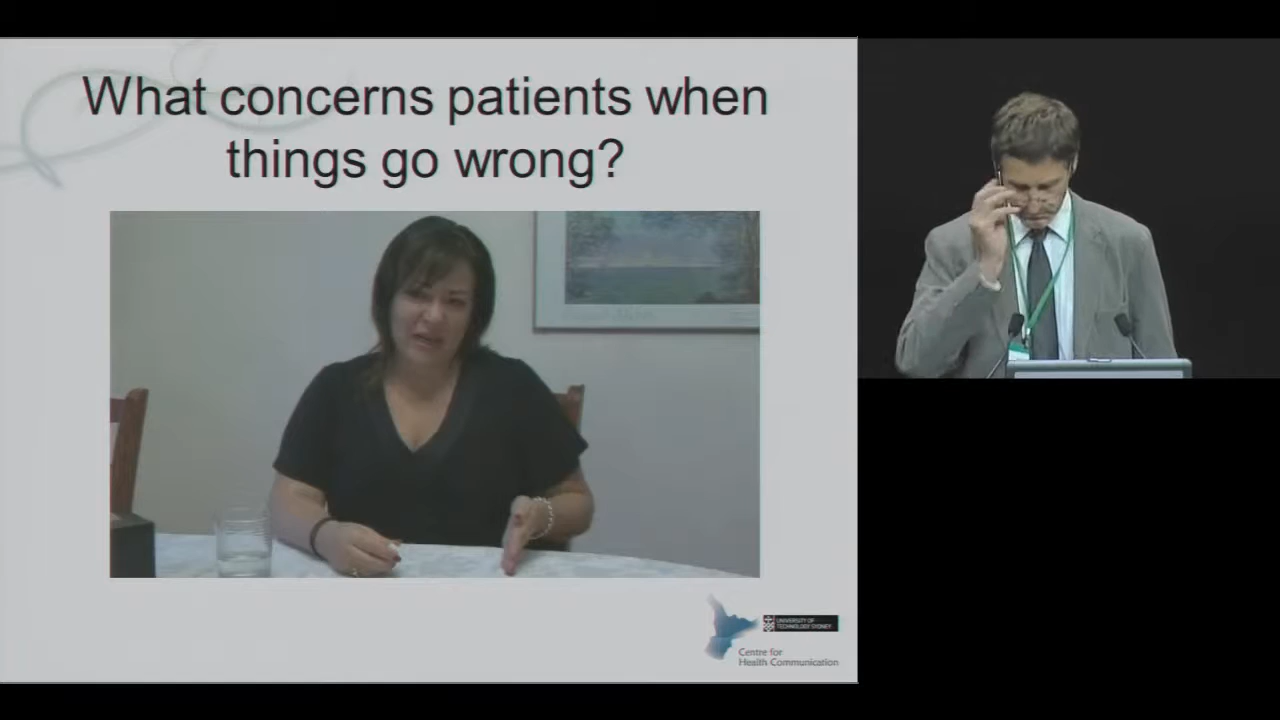 What concerns patients when
things go wrong?
UNIVERSITY OF
TECHNOLOGY SYDNEY
Centre for
Health Communication